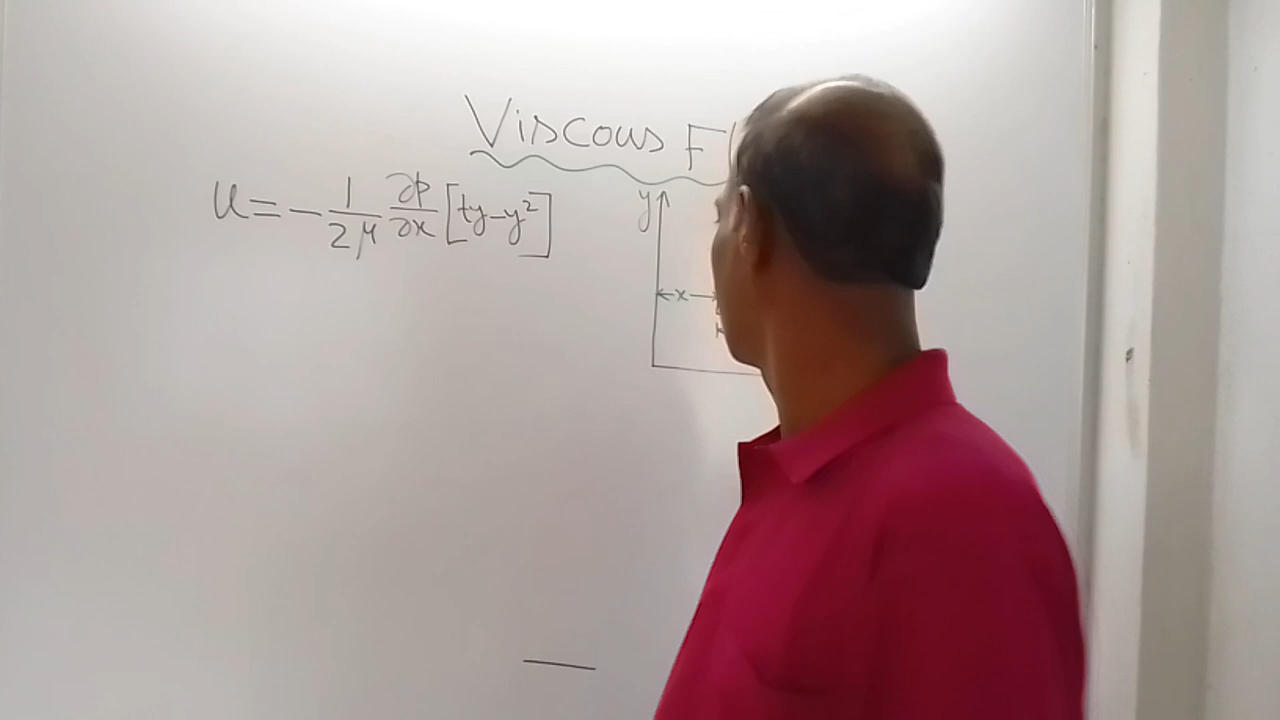 Viscous F
u = - 1/2μ ∂p/∂x [ty - y²]
y
x